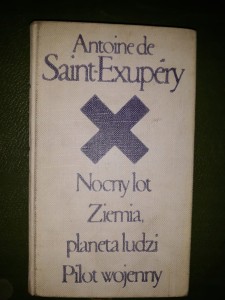 Antoine de
Saint-Exupéry
Nocny lot
Ziemia,
planeta ludzi
Pilot wojenny